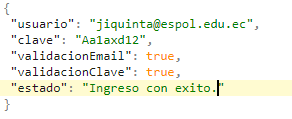 {
"usuario": "jiquinta@espol.edu.ec",
"clave": "Aa1axd12",
"validacionEmail": true,
"validacionClave": true,
"estado": "Ingreso con exito."
}